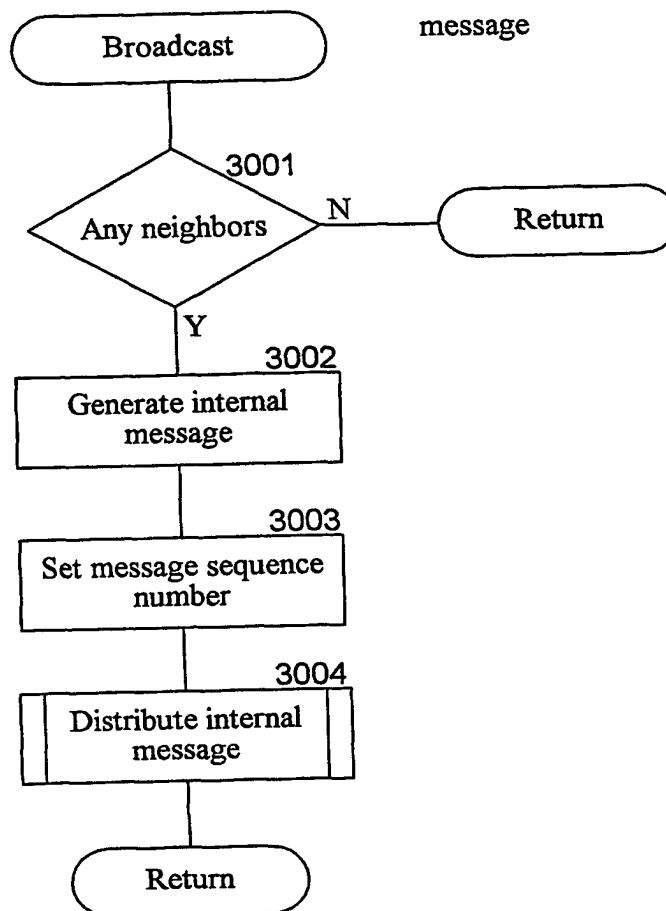 message
Broadcast
3001
Any neighbors
N
Return
Y
3002
Generate internal
message
3003
Set message sequence
number
3004
Distribute internal
message
Return